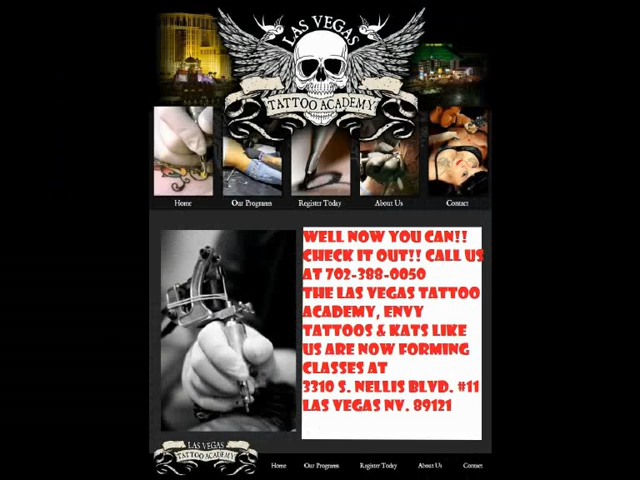 LAS VEGAS
TATTOO ACADEMY
Home Our Programs Register Today About Us Contact
WELL NOW YOU CAN!!
CHECK IT OUT!! CALL US
AT 702-388-0050
THE LAS VEGAS TATTOO
ACADEMY, ENVY
TATTOOS & KATS LIKE
US ARE NOW FORMING
CLASSES AT
3310 S. NELLIS BLVD. #11
LAS VEGAS NV. 89121
LAS VEGAS
TATTOO ACADEMY
Home Our Programs Register Today About Us Contact